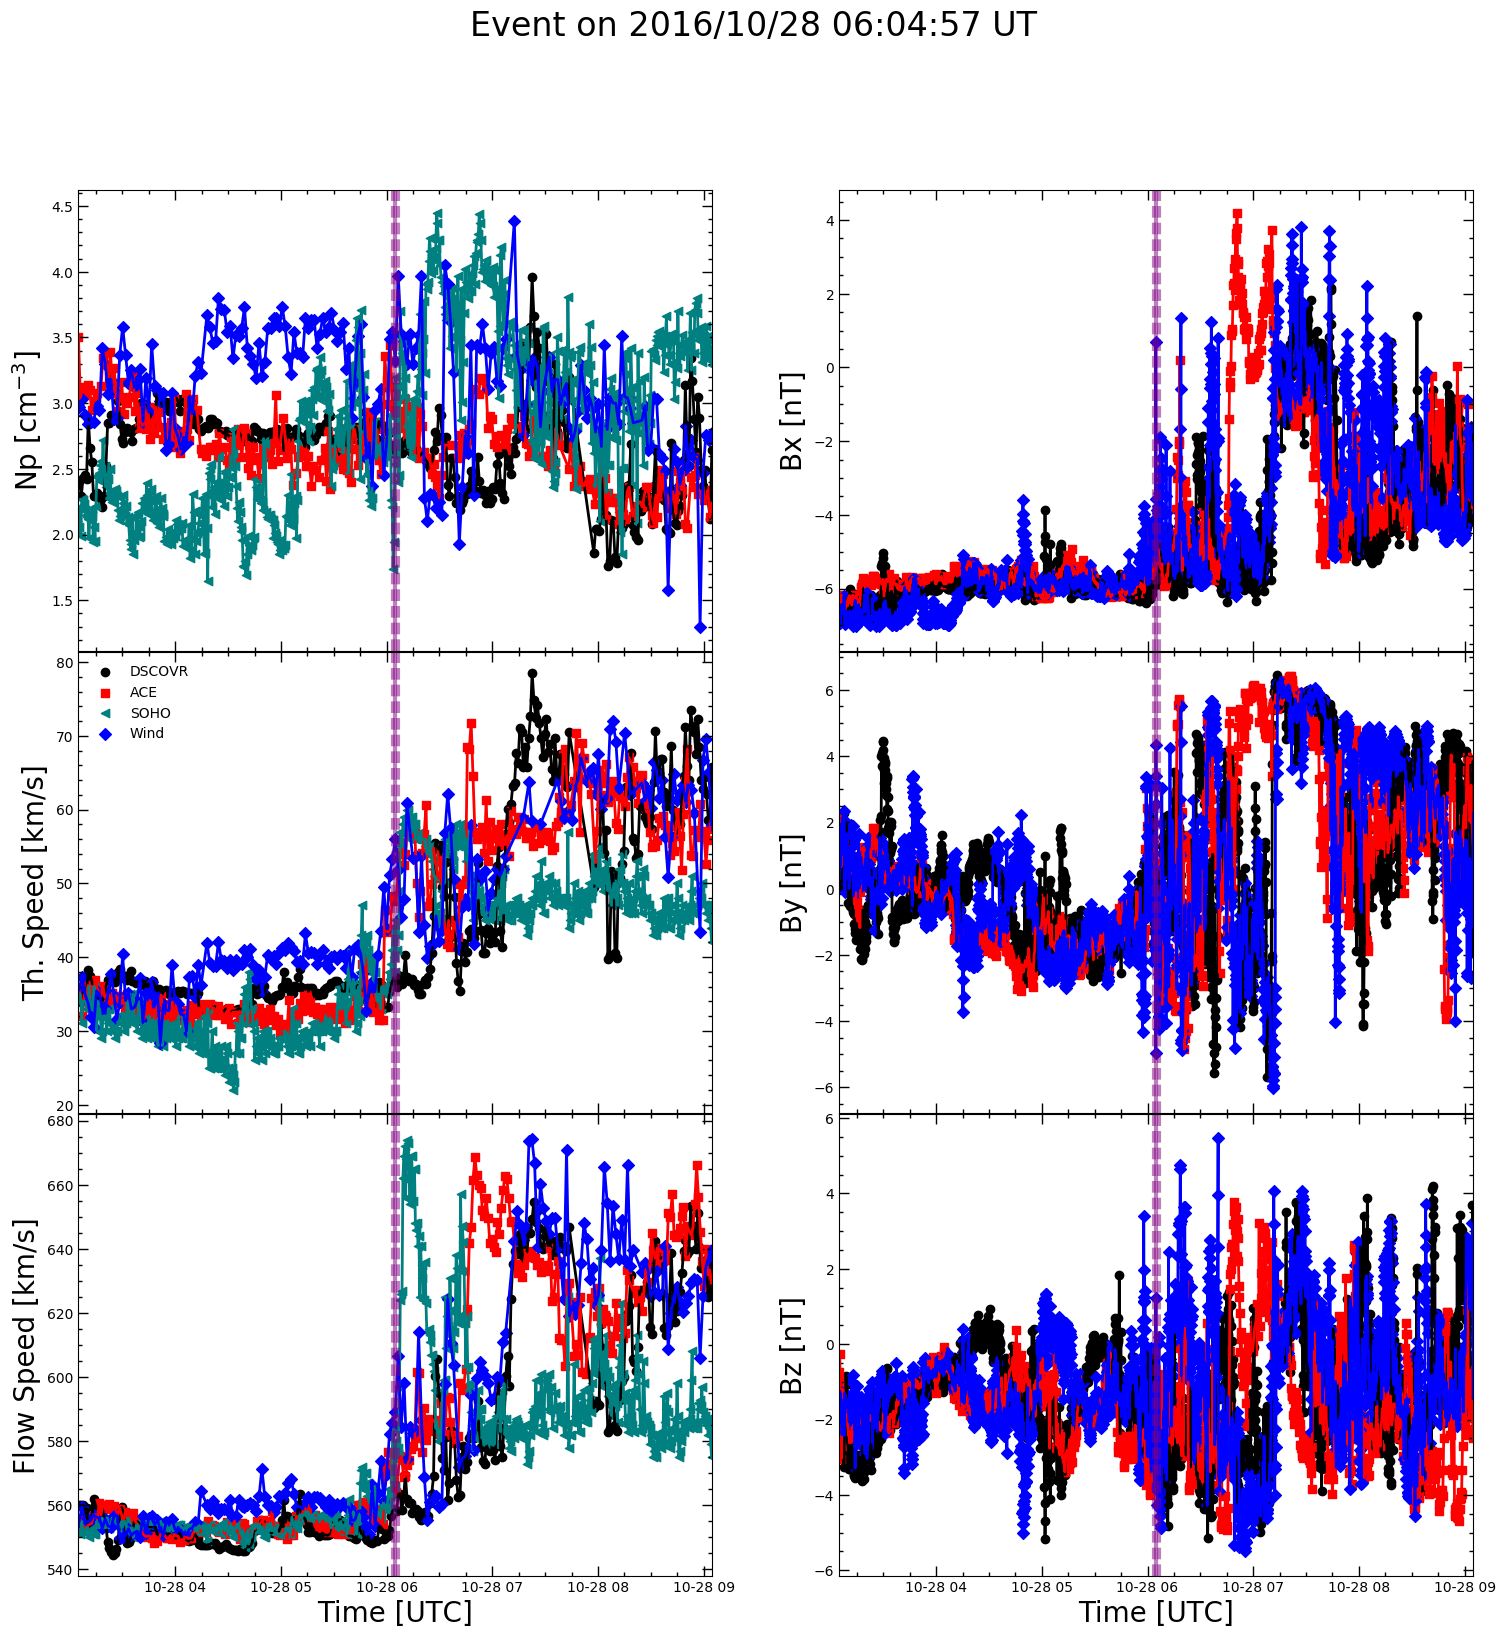 Event on 2016/10/28 06:04:57 UT
Np [cm⁻³]
4.5
4.0
3.5
3.0
2.5
2.0
1.5
Bx [nT]
4
2
0
−2
−4
−6
Th. Speed [km/s]
80
70
60
50
40
30
20
DSCOVR
ACE
SOHO
Wind
By [nT]
6
4
2
0
−2
−4
−6
Flow Speed [km/s]
680
660
640
620
600
580
560
540
Bz [nT]
6
4
2
0
−2
−4
−6
10-28 04 10-28 05 10-28 06 10-28 07 10-28 08 10-28 09
Time [UTC]
10-28 04 10-28 05 10-28 06 10-28 07 10-28 08 10-28 09
Time [UTC]